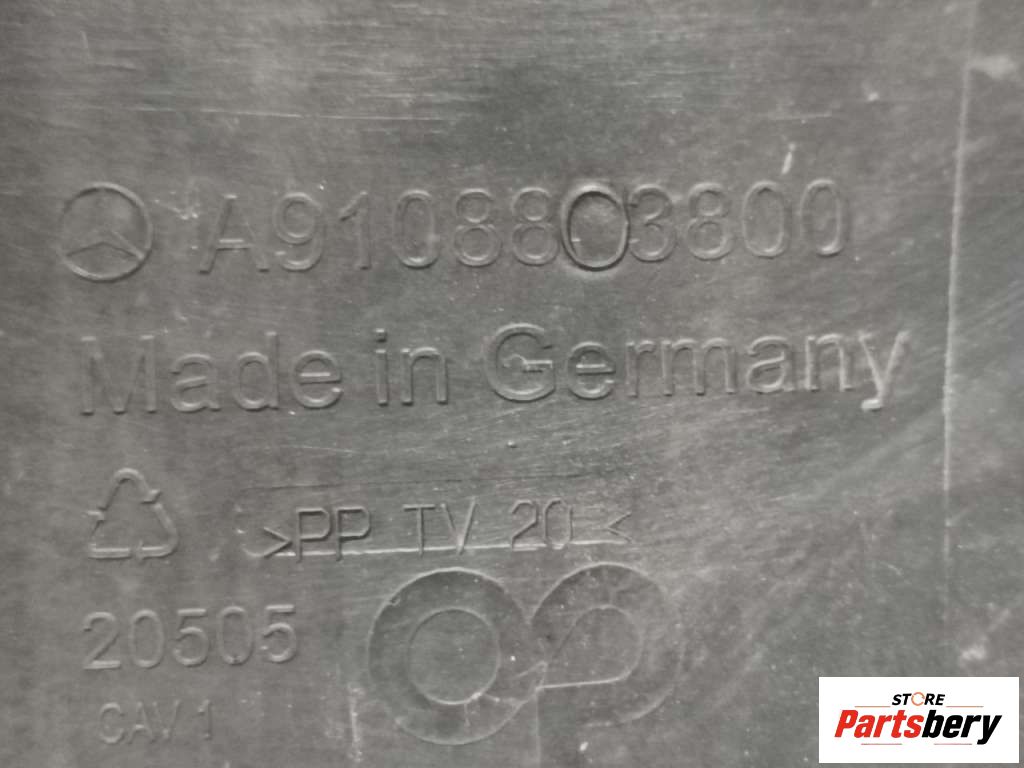 A9108803800
Made in Germany
>PP TV 20<
20505
CAV 1
STORE
Partsbery